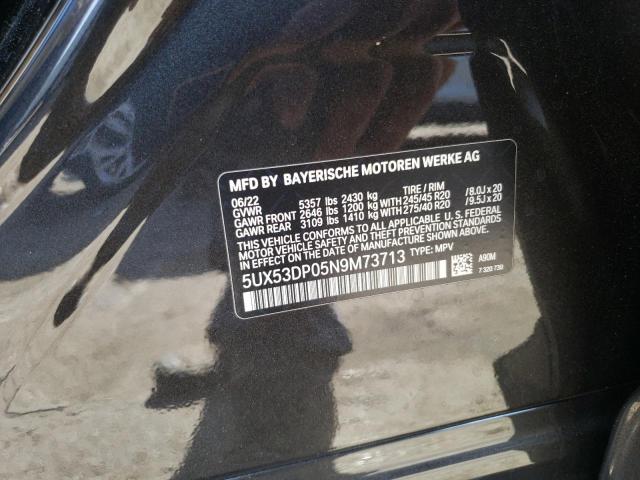 MFD BY BAYERISCHE MOTOREN WERKE AG
06/22 TIRE / RIM
GVWR 5357 lbs 2430 kg
GAWR FRONT 2646 lbs 1200 kg WITH 245/45 R20 /8.0J x 20
GAWR REAR 3109 lbs 1410 kg WITH 275/40 R20 /9.5J x 20
THIS VEHICLE CONFORMS TO ALL APPLICABLE U.S. FEDERAL
MOTOR VEHICLE SAFETY, BUMPER, AND THEFT PREVENTION STANDARDS
IN EFFECT ON THE DATE OF MANUFACTURE SHOWN ABOVE.
5UX53DP05N9M73713 TYPE: MPV
A90M
7 320 739